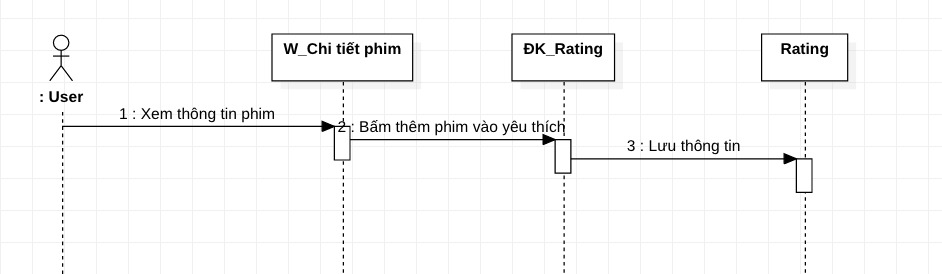 W_Chi tiết phim
ĐK_Rating
Rating
: User
1 : Xem thông tin phim
2 : Bấm thêm phim vào yêu thích
3 : Lưu thông tin